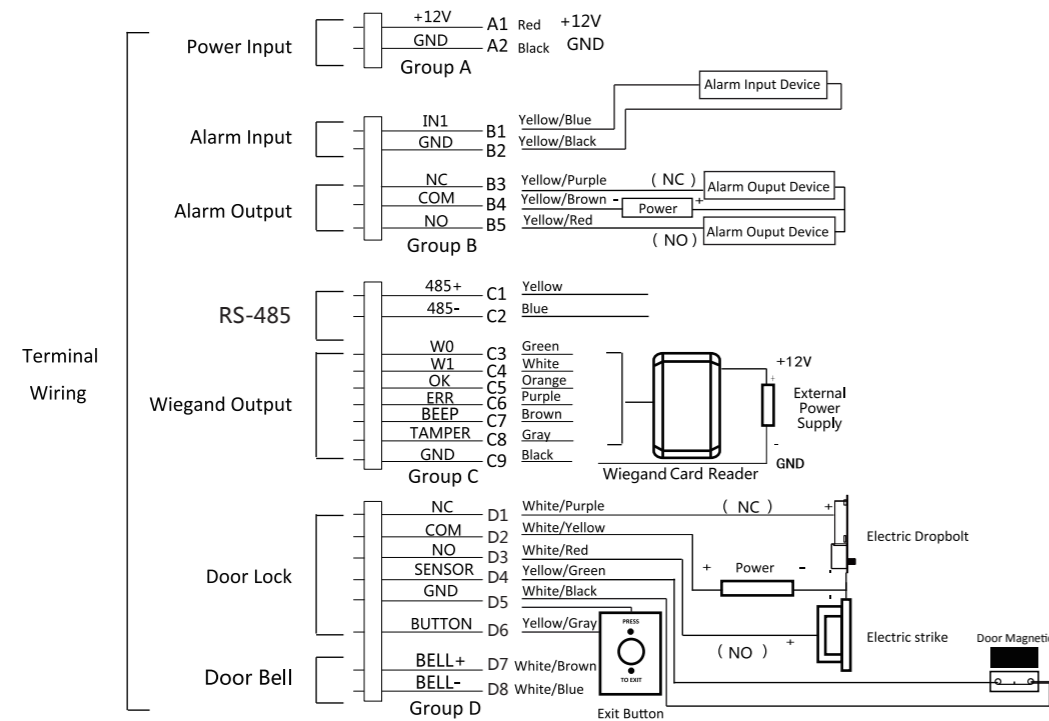 Terminal
Wiring
Power Input
+12V A1 Red +12V
GND A2 Black GND
Group A
Alarm Input
IN1 B1 Yellow/Blue
GND B2 Yellow/Black
Alarm Input Device
Alarm Output
NC B3 Yellow/Purple ( NC ) Alarm Ouput Device
COM B4 Yellow/Brown - Power +
NO B5 Yellow/Red ( NO ) Alarm Ouput Device
Group B
RS-485
485+ C1 Yellow
485- C2 Blue
Wiegand Output
W0 C3 Green
W1 C4 White
OK C5 Orange
ERR C6 Purple
BEEP C7 Brown
TAMPER C8 Gray
GND C9 Black
Group C
+12V
+
External
Power
Supply
-
GND
Wiegand Card Reader
Door Lock
NC D1 White/Purple ( NC ) +
COM D2 White/Yellow
NO D3 White/Red
SENSOR D4 Yellow/Green
GND D5 White/Black
BUTTON D6 Yellow/Gray
Electric Dropbolt
-
+ Power -
-
Electric strike
( NO ) +
Door Magnetic
PRESS
TO EXIT
Exit Button
Door Bell
BELL+ D7 White/Brown
BELL- D8 White/Blue
Group D